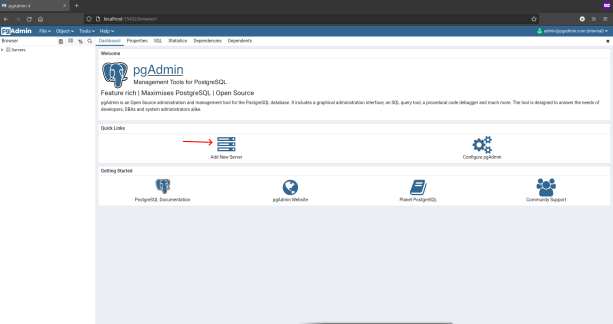 pgAdmin 4
localhost:15432/browser/
pgAdmin File Object Tools Help admin@pgadmin.com (internal)
Browser Dashboard Properties SQL Statistics Dependencies Dependents
Servers
Welcome
pgAdmin
Management Tools for PostgreSQL
Feature rich | Maximises PostgreSQL | Open Source
pgAdmin is an Open Source administration and management tool for the PostgreSQL database. It includes a graphical administration interface, an SQL query tool, a procedural code debugger and much more. The tool is designed to answer the needs of
developers, DBAs and system administrators alike.
Quick Links
Add New Server Configure pgAdmin
Getting Started
PostgreSQL Documentation pgAdmin Website Planet PostgreSQL Community Support